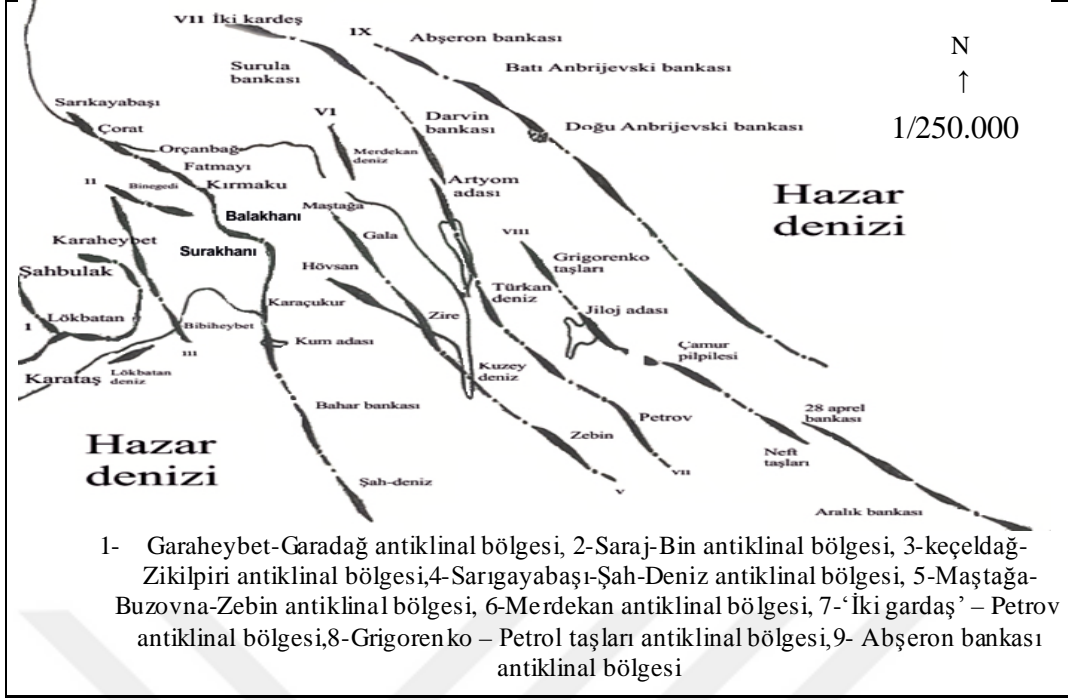 VII İki kardeş
IX
Abşeron bankası
N
↑
1/250.000
Batı Anbrijevski bankası
Surula
bankası
Sarıkayabaşı
Çorat
VI
Darvin
bankası
Doğu Anbrijevski bankası
Orçanbağ
Merdekan
deniz
Fatmayı
Kırmaku
II
Binegedi
Artyom
adası
Hazar
denizi
Maştağa
Balakhanı
Karaheybet
Gala
VIII
Surakhanı
Grigorenko
taşları
Şahbulak
Hövsan
Türkan
deniz
Karaçukur
Jiloj adası
Lökbatan
Zire
1
Bibiheybet
Kum adası
Çamur
pilpilesi
III
Karataş
Lökbatan
deniz
Kuzey
deniz
Bahar bankası
28 aprel
bankası
Petrov
Hazar
denizi
Zebin
Neft
taşları
VII
V
Şah-deniz
Aralık bankası
1- Garaheybet-Garadağ antiklinal bölgesi, 2-Saraj-Bin antiklinal bölgesi, 3-keçeldağ-
Zikilpiri antiklinal bölgesi,4-Sarıgayabaşı-Şah-Deniz antiklinal bölgesi, 5-Maştağa-
Buzovna-Zebin antiklinal bölgesi, 6-Merdekan antiklinal bölgesi, 7-‘İki gardaş’ – Petrov
antiklinal bölgesi,8-Grigorenko – Petrol taşları antiklinal bölgesi,9- Abşeron bankası
antiklinal bölgesi